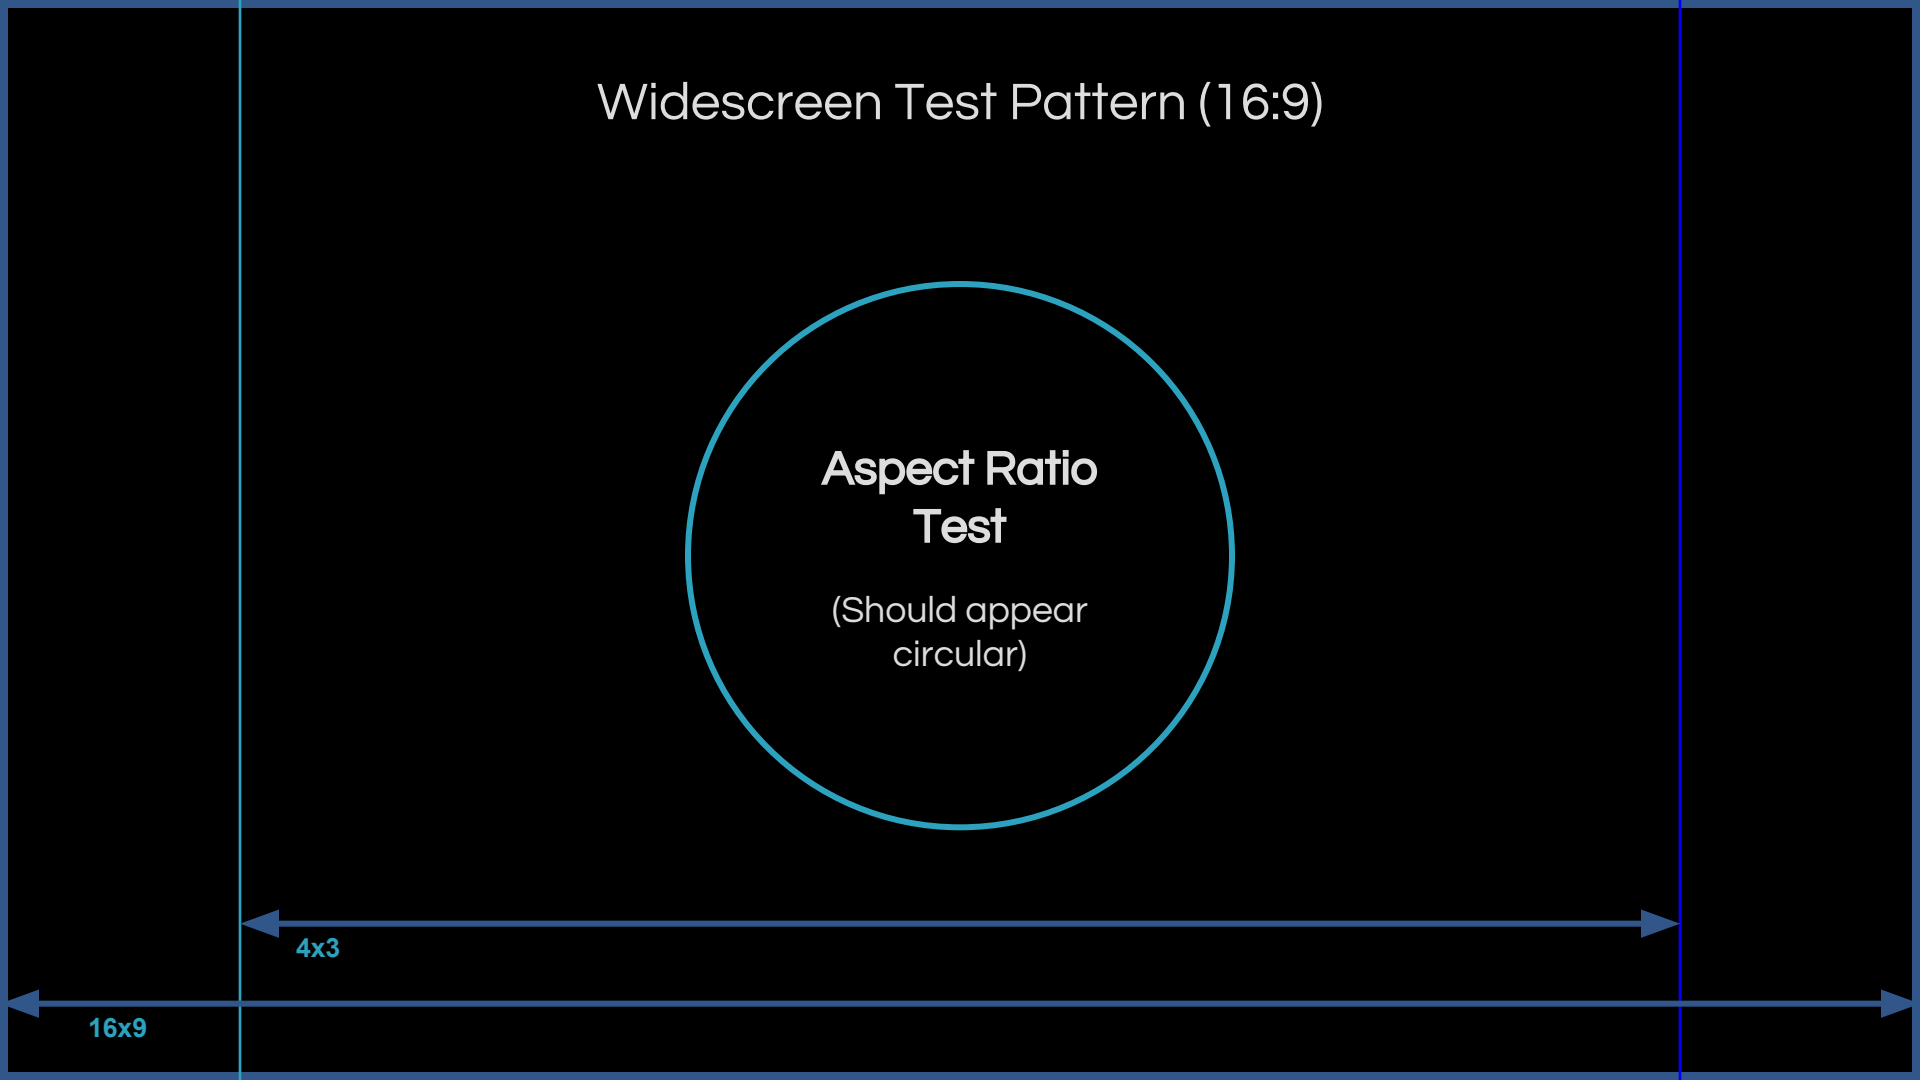 Widescreen Test Pattern (16:9)
Aspect Ratio
Test
(Should appear
circular)
4x3
16x9